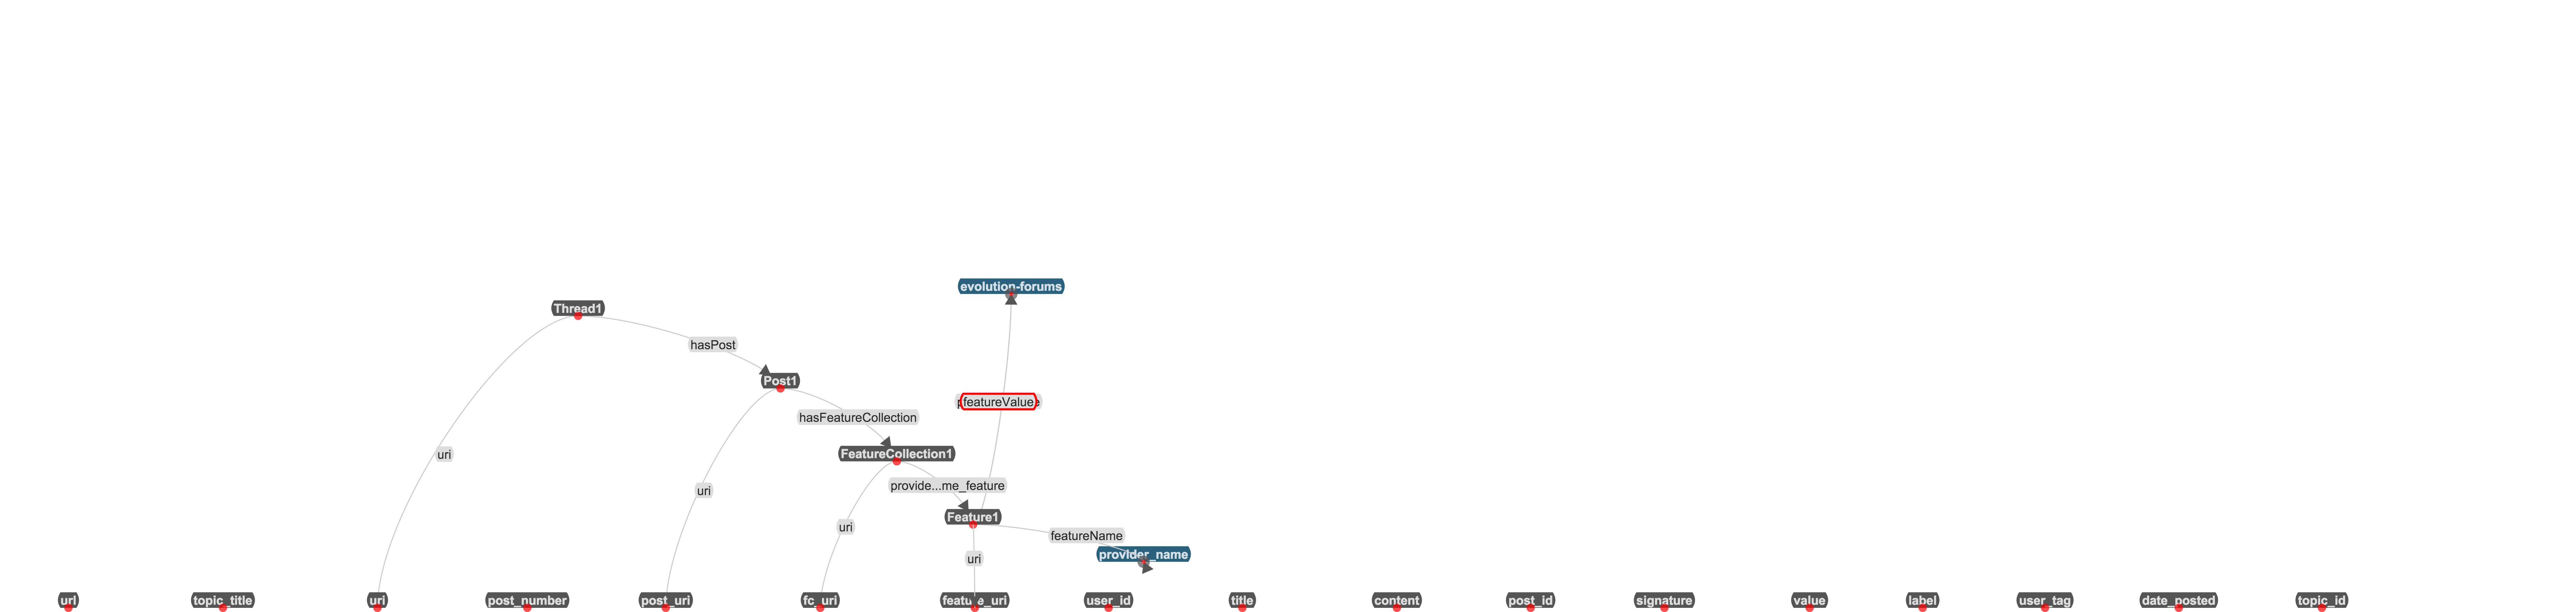 evolution-forums
Thread1
hasPost
Post1
featureValue
hasFeatureCollection
FeatureCollection1
uri
provide...me_feature
uri
Feature1
uri
featureName
provider_name
uri
url
topic_title
uri
post_number
post_uri
fc_uri
feature_uri
user_id
title
content
post_id
signature
value
label
user_tag
date_posted
topic_id